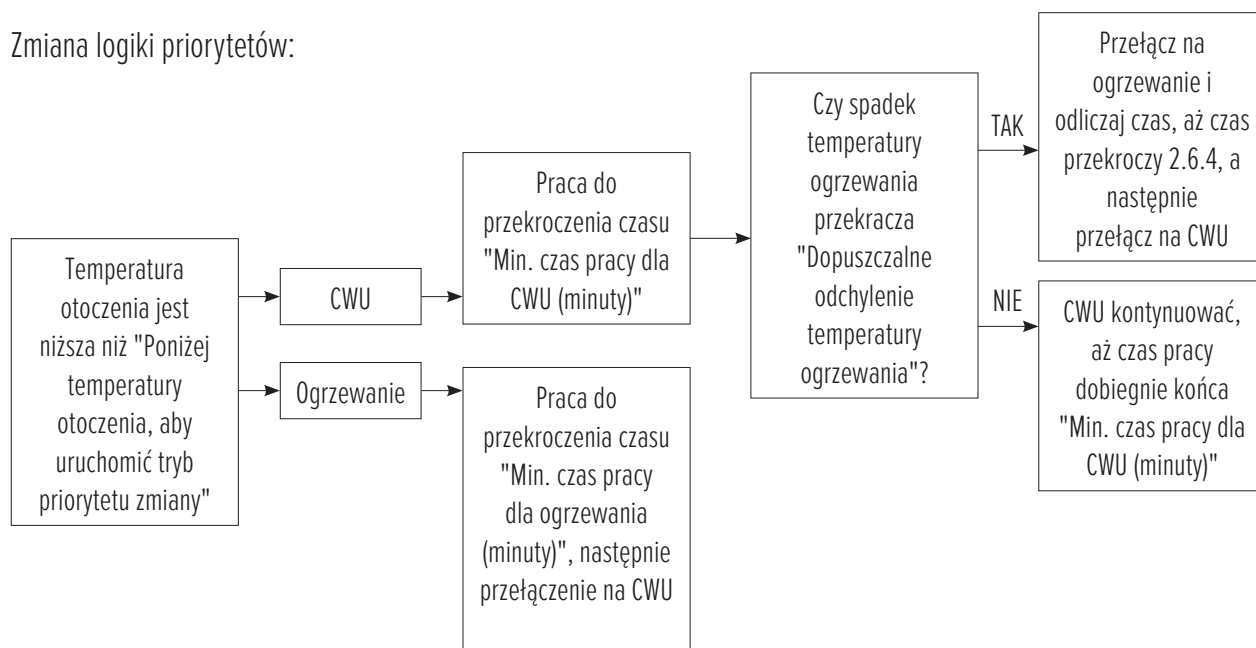 Zmiana logiki priorytetów:
Temperatura
otoczenia jest
niższa niż "Poniżej
temperatury
otoczenia, aby
uruchomić tryb
priorytetu zmiany"
CWU
Ogrzewanie
Praca do
przekroczenia czasu
"Min. czas pracy dla
CWU (minuty)"
Praca do
przekroczenia czasu
"Min. czas pracy
dla ogrzewania
(minuty)", następnie
przełączenie na CWU
Czy spadek
temperatury
ogrzewania
przekracza
"Dopuszczalne
odchylenie
temperatury
ogrzewania"?
TAK
Przełącz na
ogrzewanie i
odliczaj czas, aż czas
przekroczy 2.6.4, a
następnie
przełącz na CWU
NIE
CWU kontynuować,
aż czas pracy
dobiegnie końca
"Min. czas pracy dla
CWU (minuty)"